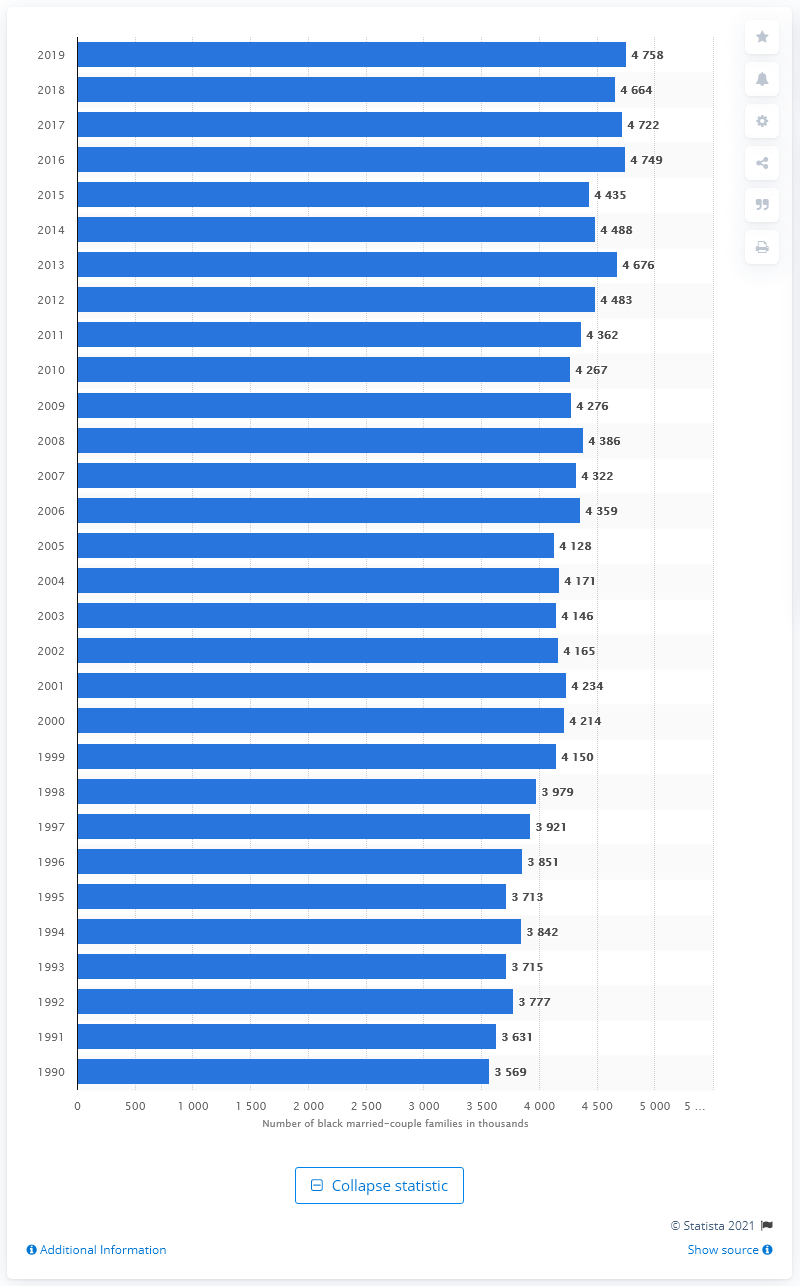 2019 4 758
2018 4 664
2017 4 722
2016 4 749
2015 4 435
2014 4 488
2013 4 676
2012 4 483
2011 4 362
2010 4 267
2009 4 276
2008 4 386
2007 4 322
2006 4 359
2005 4 128
2004 4 171
2003 4 146
2002 4 165
2001 4 234
2000 4 214
1999 4 150
1998 3 979
1997 3 921
1996 3 851
1995 3 713
1994 3 842
1993 3 715
1992 3 777
1991 3 631
1990 3 569
0 500 1 000 1 500 2 000 2 500 3 000 3 500 4 000 4 500 5 000 5 ...
Number of black married-couple families in thousands
Collapse statistic
© Statista 2021
Additional Information Show source